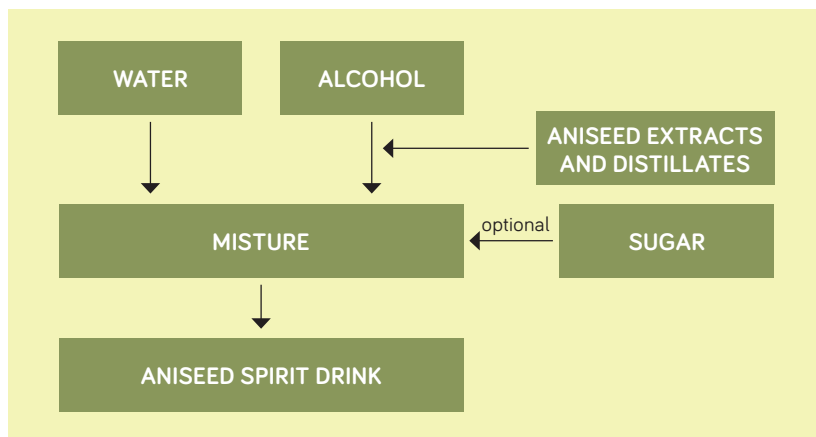 WATER
ALCOHOL
ANISEED EXTRACTS
AND DISTILLATES
MISTURE
optional
SUGAR
ANISEED SPIRIT DRINK